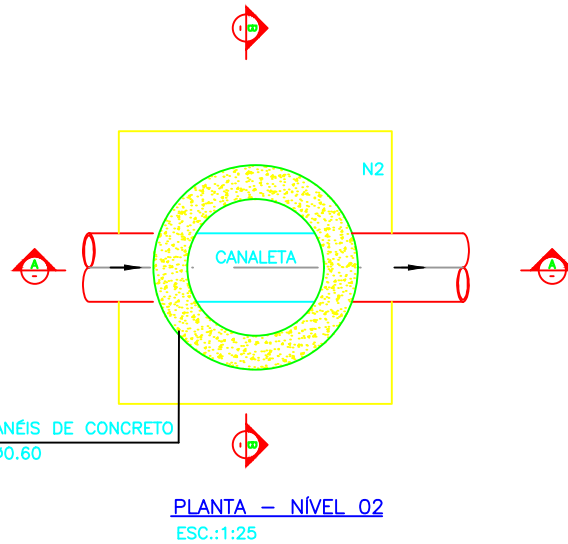 B
-
N2
CANALETA
A
-
A
-
ANÉIS DE CONCRETO
Ø0.60
B
-
PLANTA - NÍVEL 02
ESC.:1:25